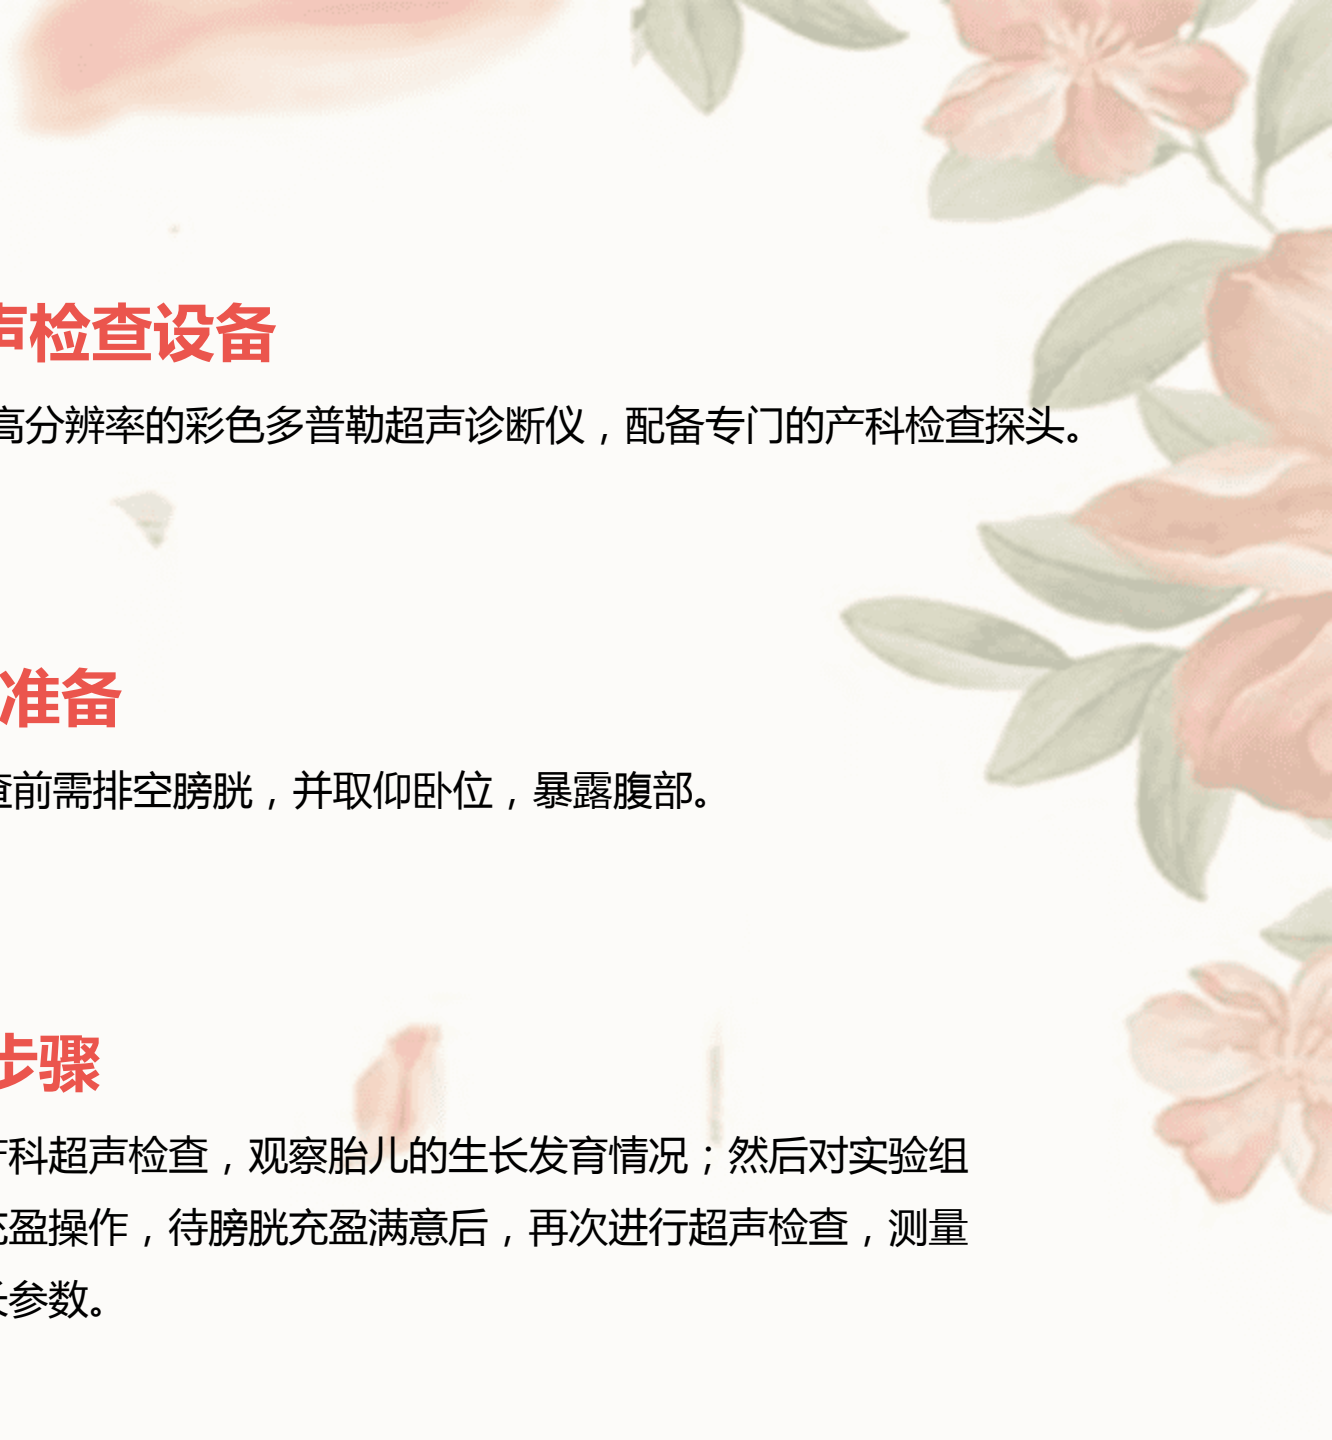 声检查设备
高分辨率的彩色多普勒超声诊断仪，配备专门的产科检查探头。
准备
查前需排空膀胱，并取仰卧位，暴露腹部。
步骤
产科超声检查，观察胎儿的生长发育情况；然后对实验组
充盈操作，待膀胱充盈满意后，再次进行超声检查，测量
长参数。